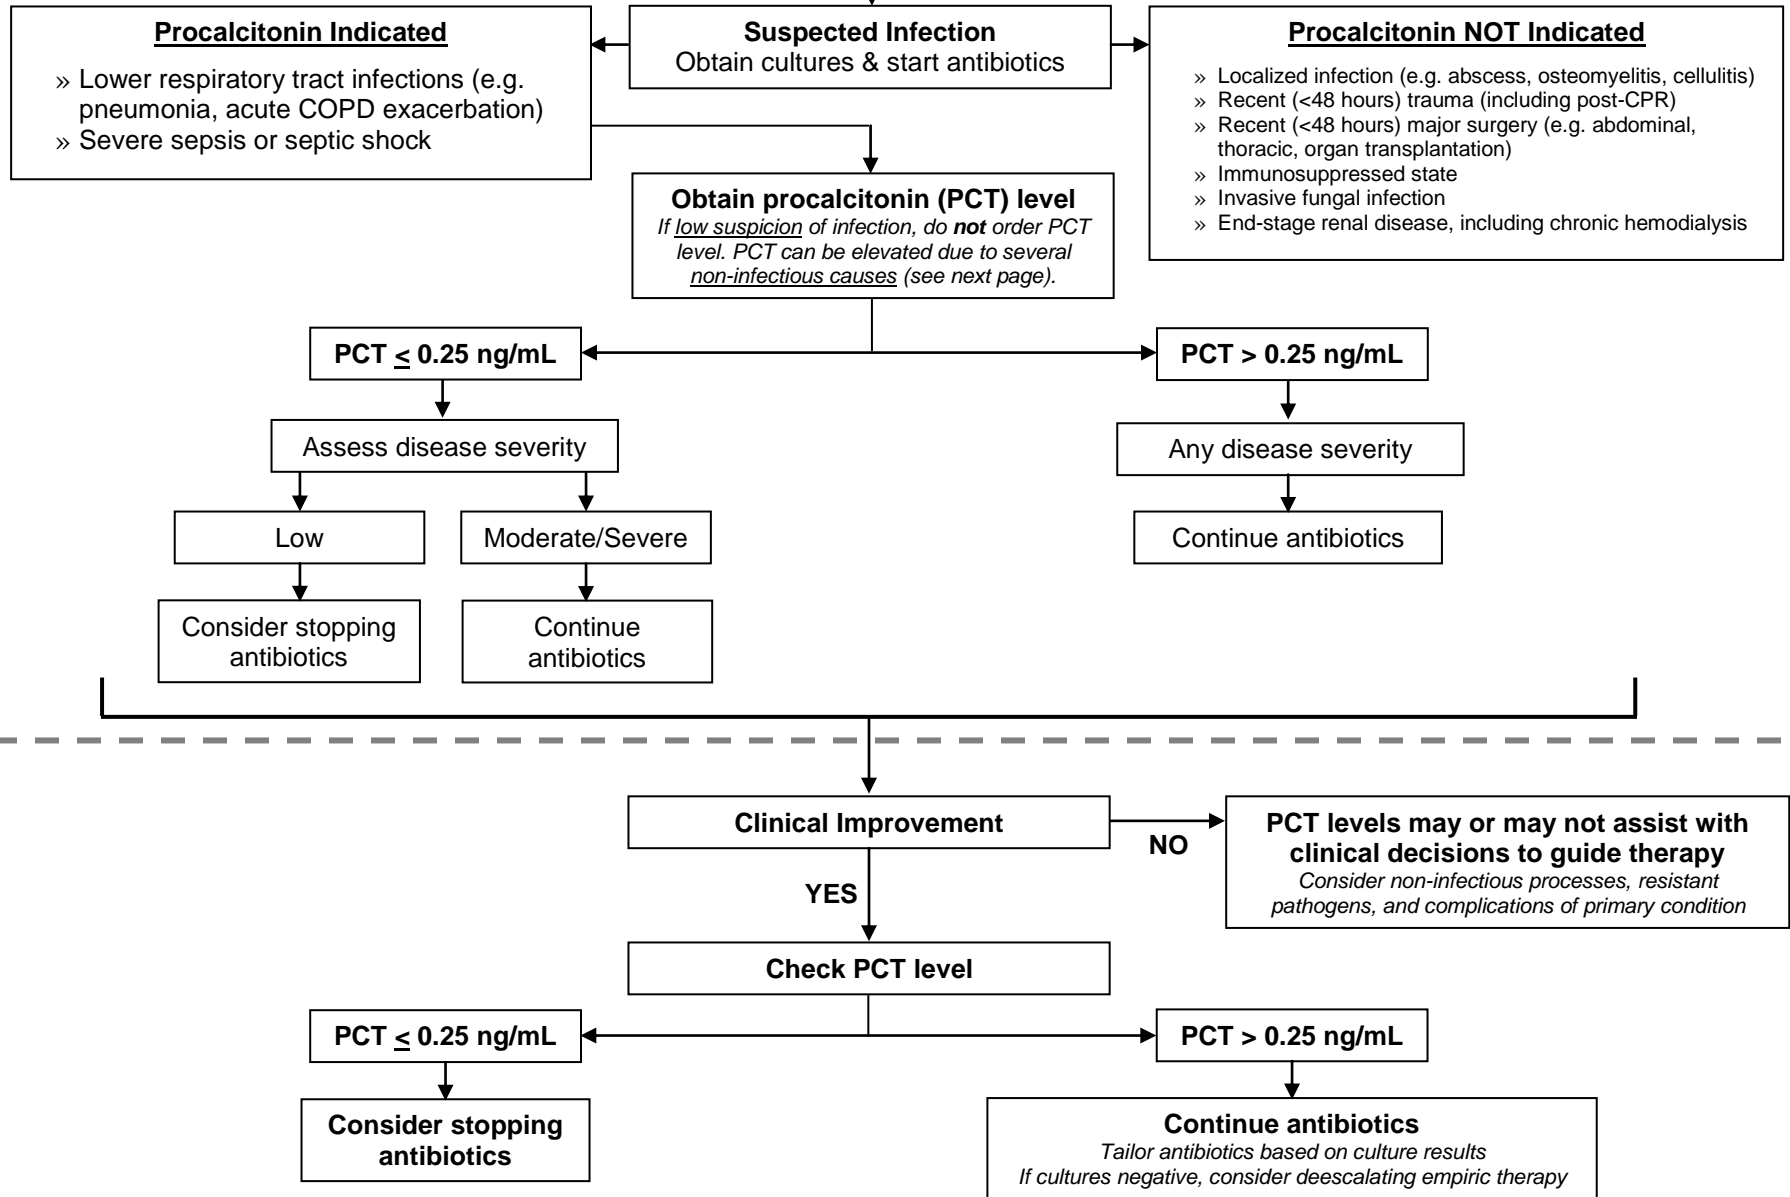 Procalcitonin Indicated
» Lower respiratory tract infections (e.g.
pneumonia, acute COPD exacerbation)
» Severe sepsis or septic shock
Suspected Infection
Obtain cultures & start antibiotics
Procalcitonin NOT Indicated
» Localized infection (e.g. abscess, osteomyelitis, cellulitis)
» Recent (<48 hours) trauma (including post-CPR)
» Recent (<48 hours) major surgery (e.g. abdominal,
thoracic, organ transplantation)
» Immunosuppressed state
» Invasive fungal infection
» End-stage renal disease, including chronic hemodialysis
Obtain procalcitonin (PCT) level
If low suspicion of infection, do not order PCT
level. PCT can be elevated due to several
non-infectious causes (see next page).
PCT ≤ 0.25 ng/mL
PCT > 0.25 ng/mL
Assess disease severity
Any disease severity
Low
Moderate/Severe
Continue antibiotics
Consider stopping
antibiotics
Continue
antibiotics
Clinical Improvement
NO
PCT levels may or may not assist with
clinical decisions to guide therapy
Consider non-infectious processes, resistant
pathogens, and complications of primary condition
YES
Check PCT level
PCT ≤ 0.25 ng/mL
PCT > 0.25 ng/mL
Consider stopping
antibiotics
Continue antibiotics
Tailor antibiotics based on culture results
If cultures negative, consider deescalating empiric therapy